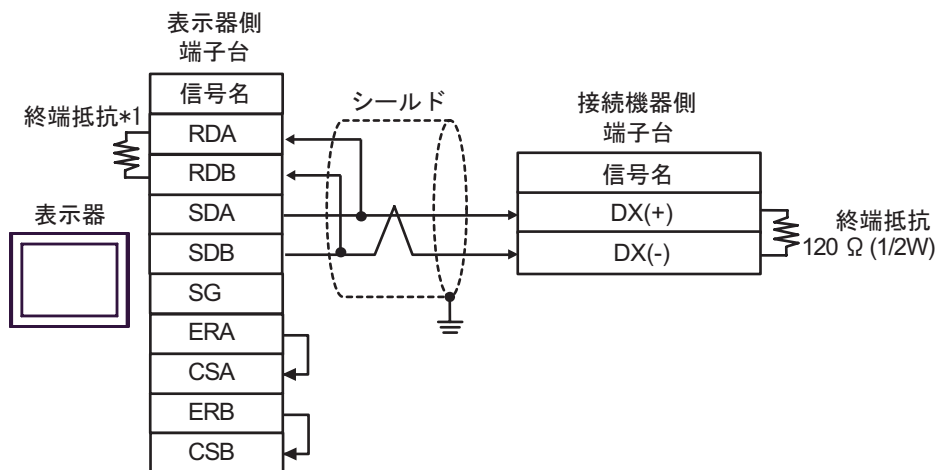 表示器側
端子台
信号名
終端抵抗*1
RDA
RDB
SDA
SDB
SG
ERA
CSA
ERB
CSB
表示器
シールド
接続機器側
端子台
信号名
DX(+)
DX(-)
終端抵抗
120 Ω (1/2W)